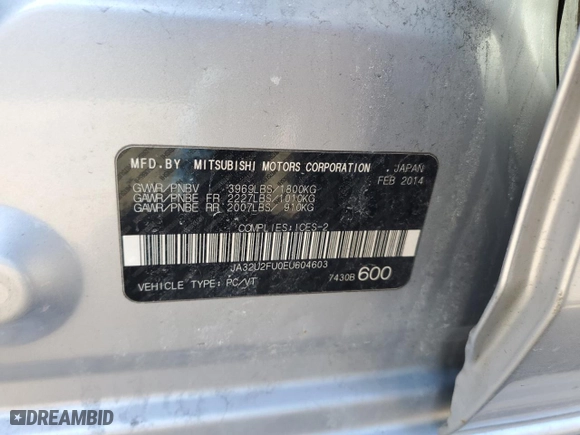 MFD.BY MITSUBISHI MOTORS CORPORATION JAPAN
FEB 2014
GVWR/PNBV 3969LBS/1800KG
GAWR/PNBE FR 2227LBS/1010KG
GAWR/PNBE RR 2007LBS/ 910KG
COMPLIES:ICES-2
JA32U2FU0EU604603
VEHICLE TYPE: PC/VT 7430B 600
DREAMBID